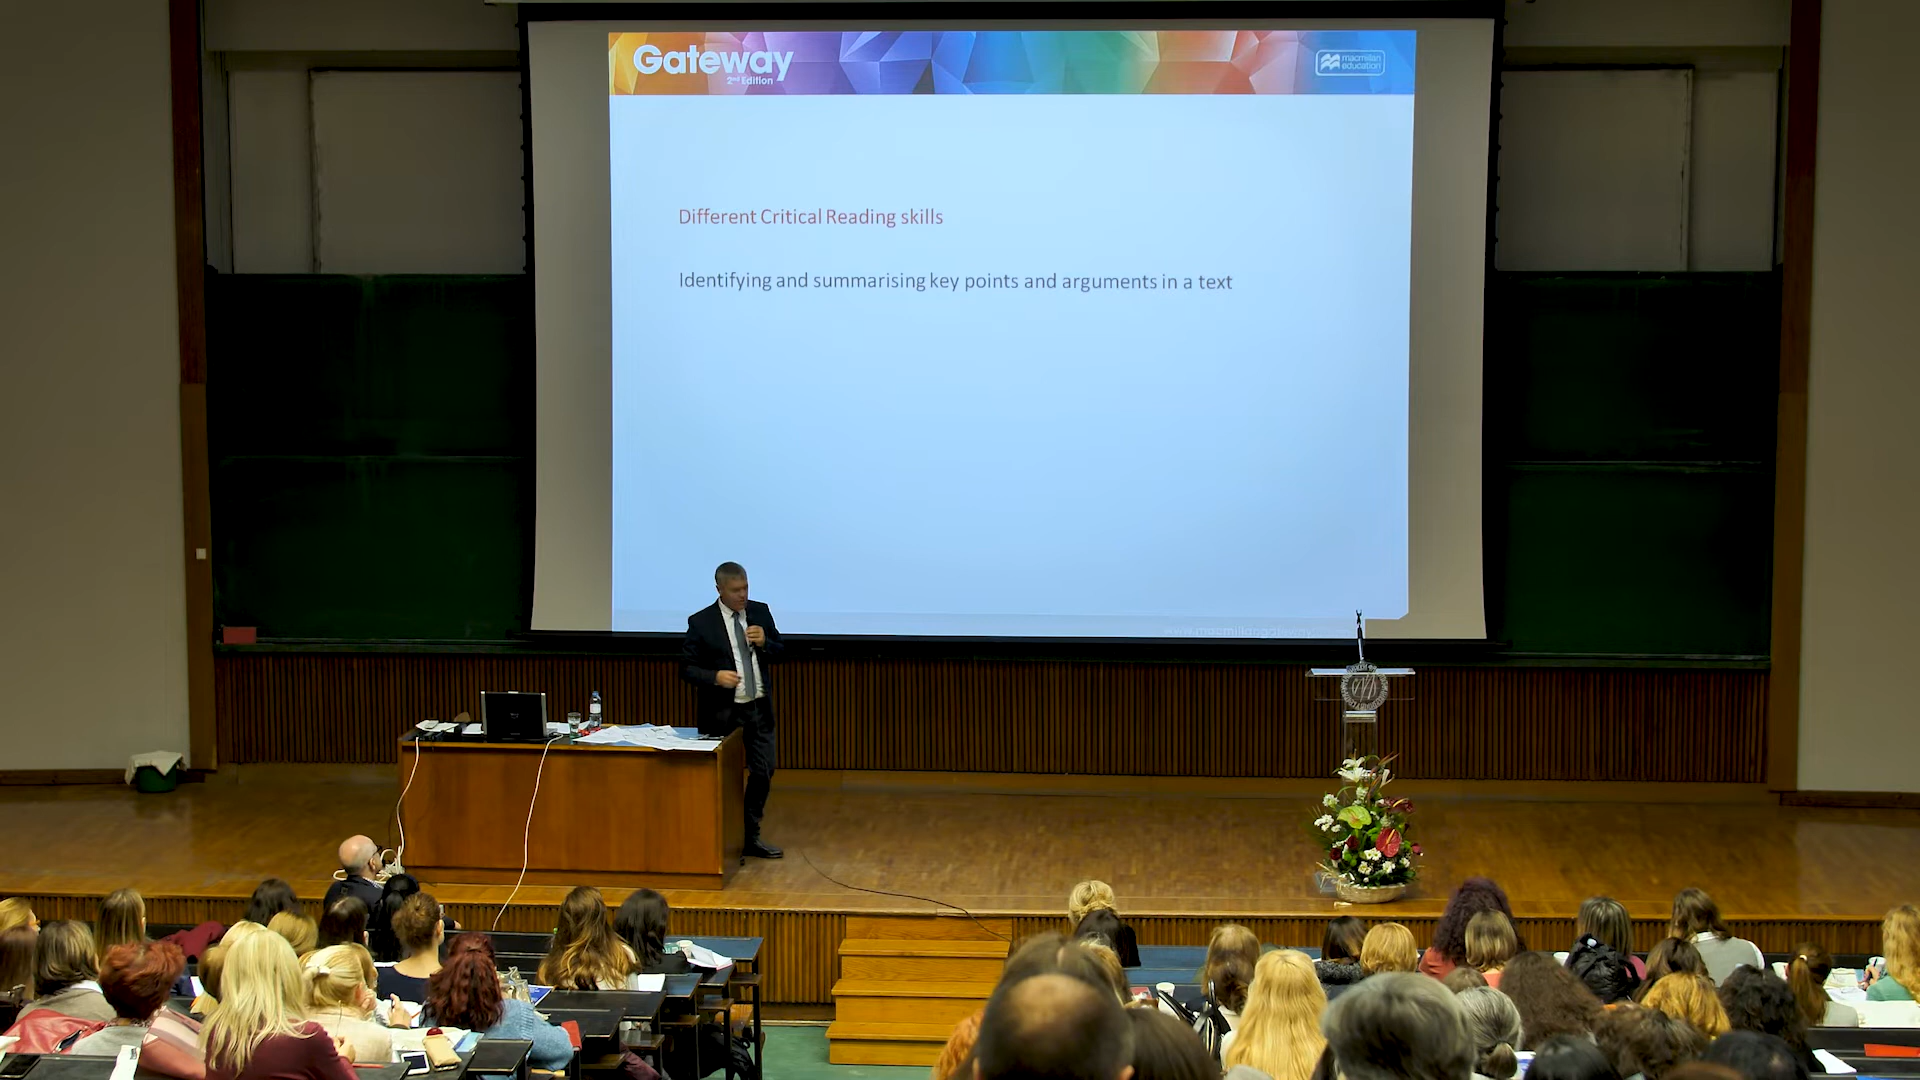 Gateway
2nd Edition
macmillan
education
Different Critical Reading skills
Identifying and summarising key points and arguments in a text